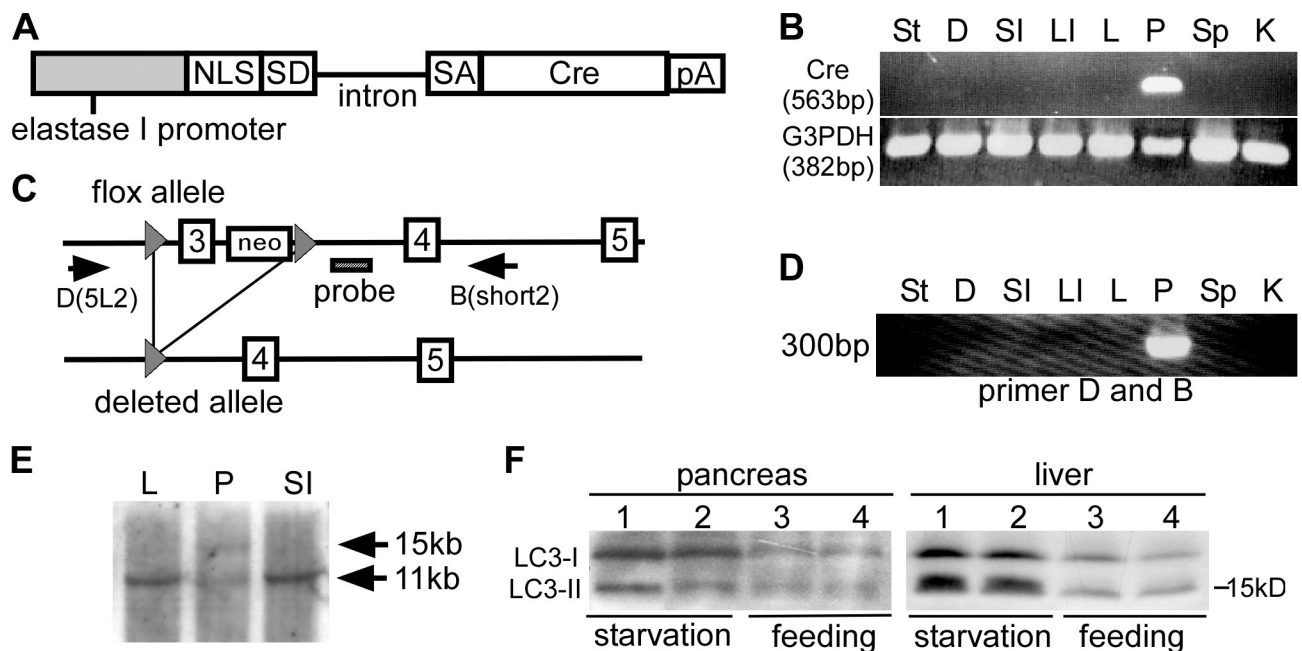 A
NLS SD SA Cre pA
intron
elastase I promoter
B
St D SI LI L P Sp K
Cre
(563bp)
G3PDH
(382bp)
C
flox allele
3 neo 4 5
D(5L2) probe B(short2)
4 5
deleted allele
D
St D SI LI L P Sp K
300bp
primer D and B
E
L P SI
15kb
11kb
F
pancreas liver
1 2 3 4 1 2 3 4
LC3-I
LC3-II
15kD
starvation feeding starvation feeding